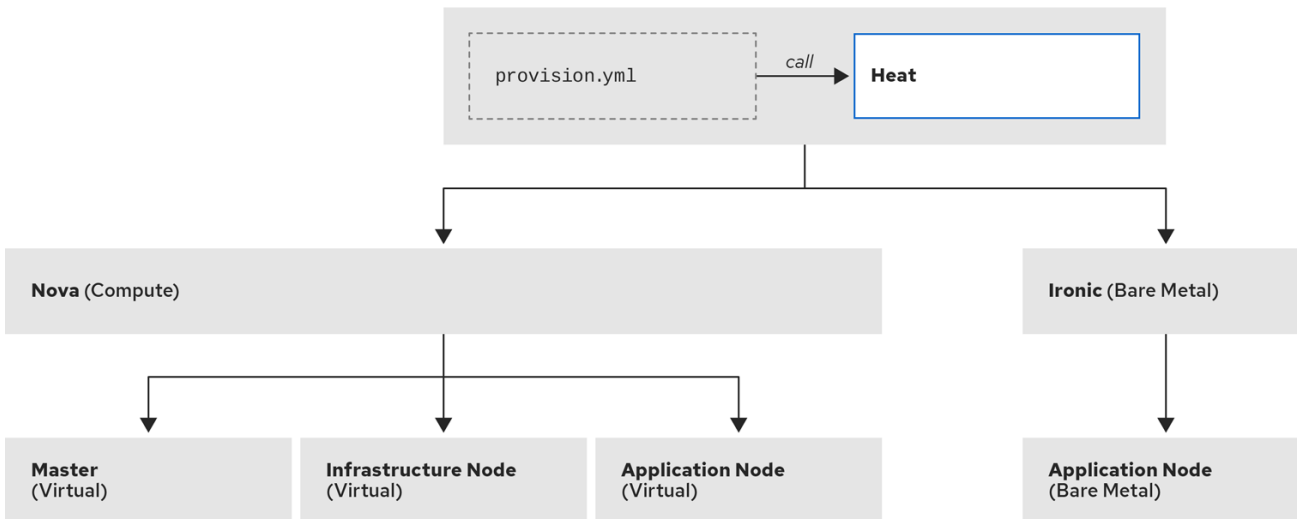 provision.yml
call
Heat
Nova (Compute)
Ironic (Bare Metal)
Master
(Virtual)
Infrastructure Node
(Virtual)
Application Node
(Virtual)
Application Node
(Bare Metal)